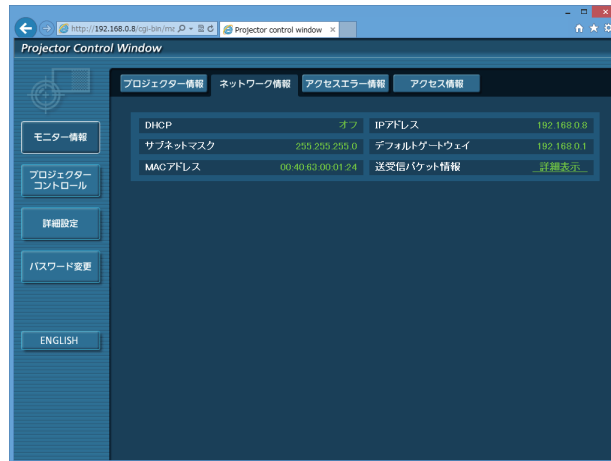 http://192.168.0.8/cgi-bin/mc
Projector control window
Projector Control Window
プロジェクター情報 ネットワーク情報 アクセスエラー情報 アクセス情報
モニター情報
プロジェクター
コントロール
詳細設定
パスワード変更
ENGLISH
DHCP オフ IPアドレス 192.168.0.8
サブネットマスク 255.255.255.0 デフォルトゲートウェイ 192.168.0.1
MACアドレス 00:40:63:00:01:24 送受信パケット情報 詳細表示